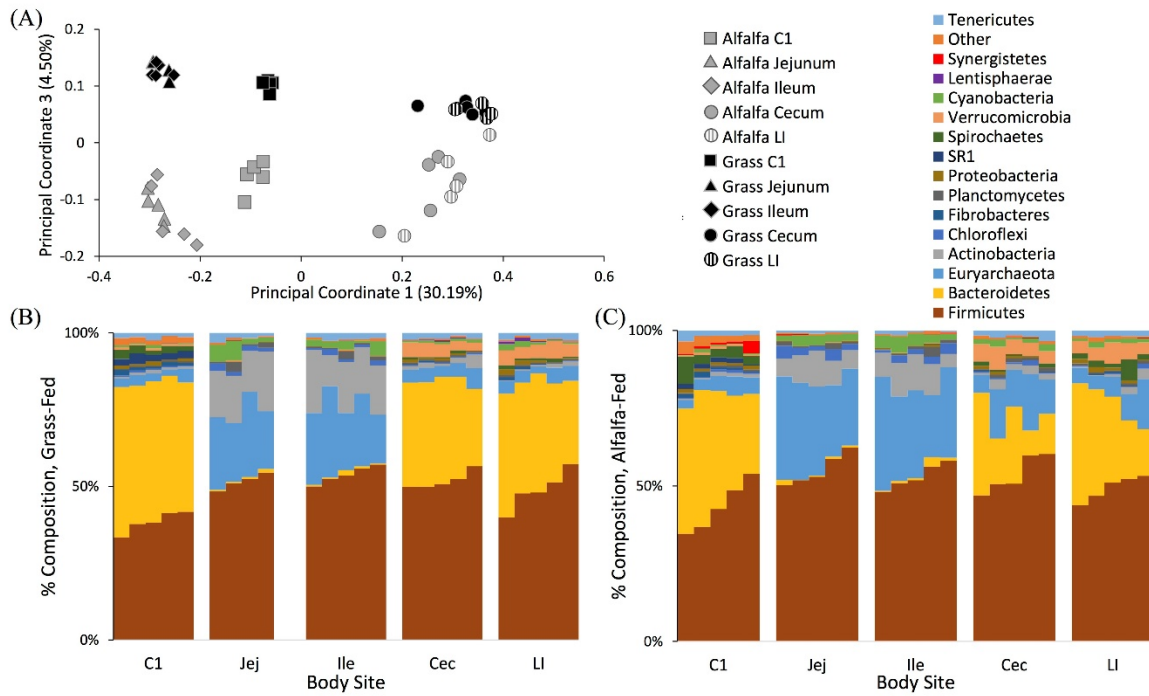 (A)
0.2
0.1
0
-0.1
-0.2
-0.4
-0.2
0
0.2
0.4
0.6
Principal Coordinate 3 (4.50%)
Principal Coordinate 1 (30.19%)
Alfalfa C1
Alfalfa Jejunum
Alfalfa Ileum
Alfalfa Cecum
Alfalfa LI
Grass C1
Grass Jejunum
Grass Ileum
Grass Cecum
Grass LI
Tenericutes
Other
Synergistetes
Lentisphaerae
Cyanobacteria
Verrucomicrobia
Spirochaetes
SR1
Proteobacteria
Planctomycetes
Fibrobacteres
Chloroflexi
Actinobacteria
Euryarchaeota
Bacteroidetes
Firmicutes
(B)
100%
50%
0%
% Composition, Grass-Fed
C1
Jej
Ile
Cec
LI
Body Site
(C)
100%
50%
0%
% Composition, Alfalfa-Fed
C1
Jej
Ile
Cec
LI
Body Site